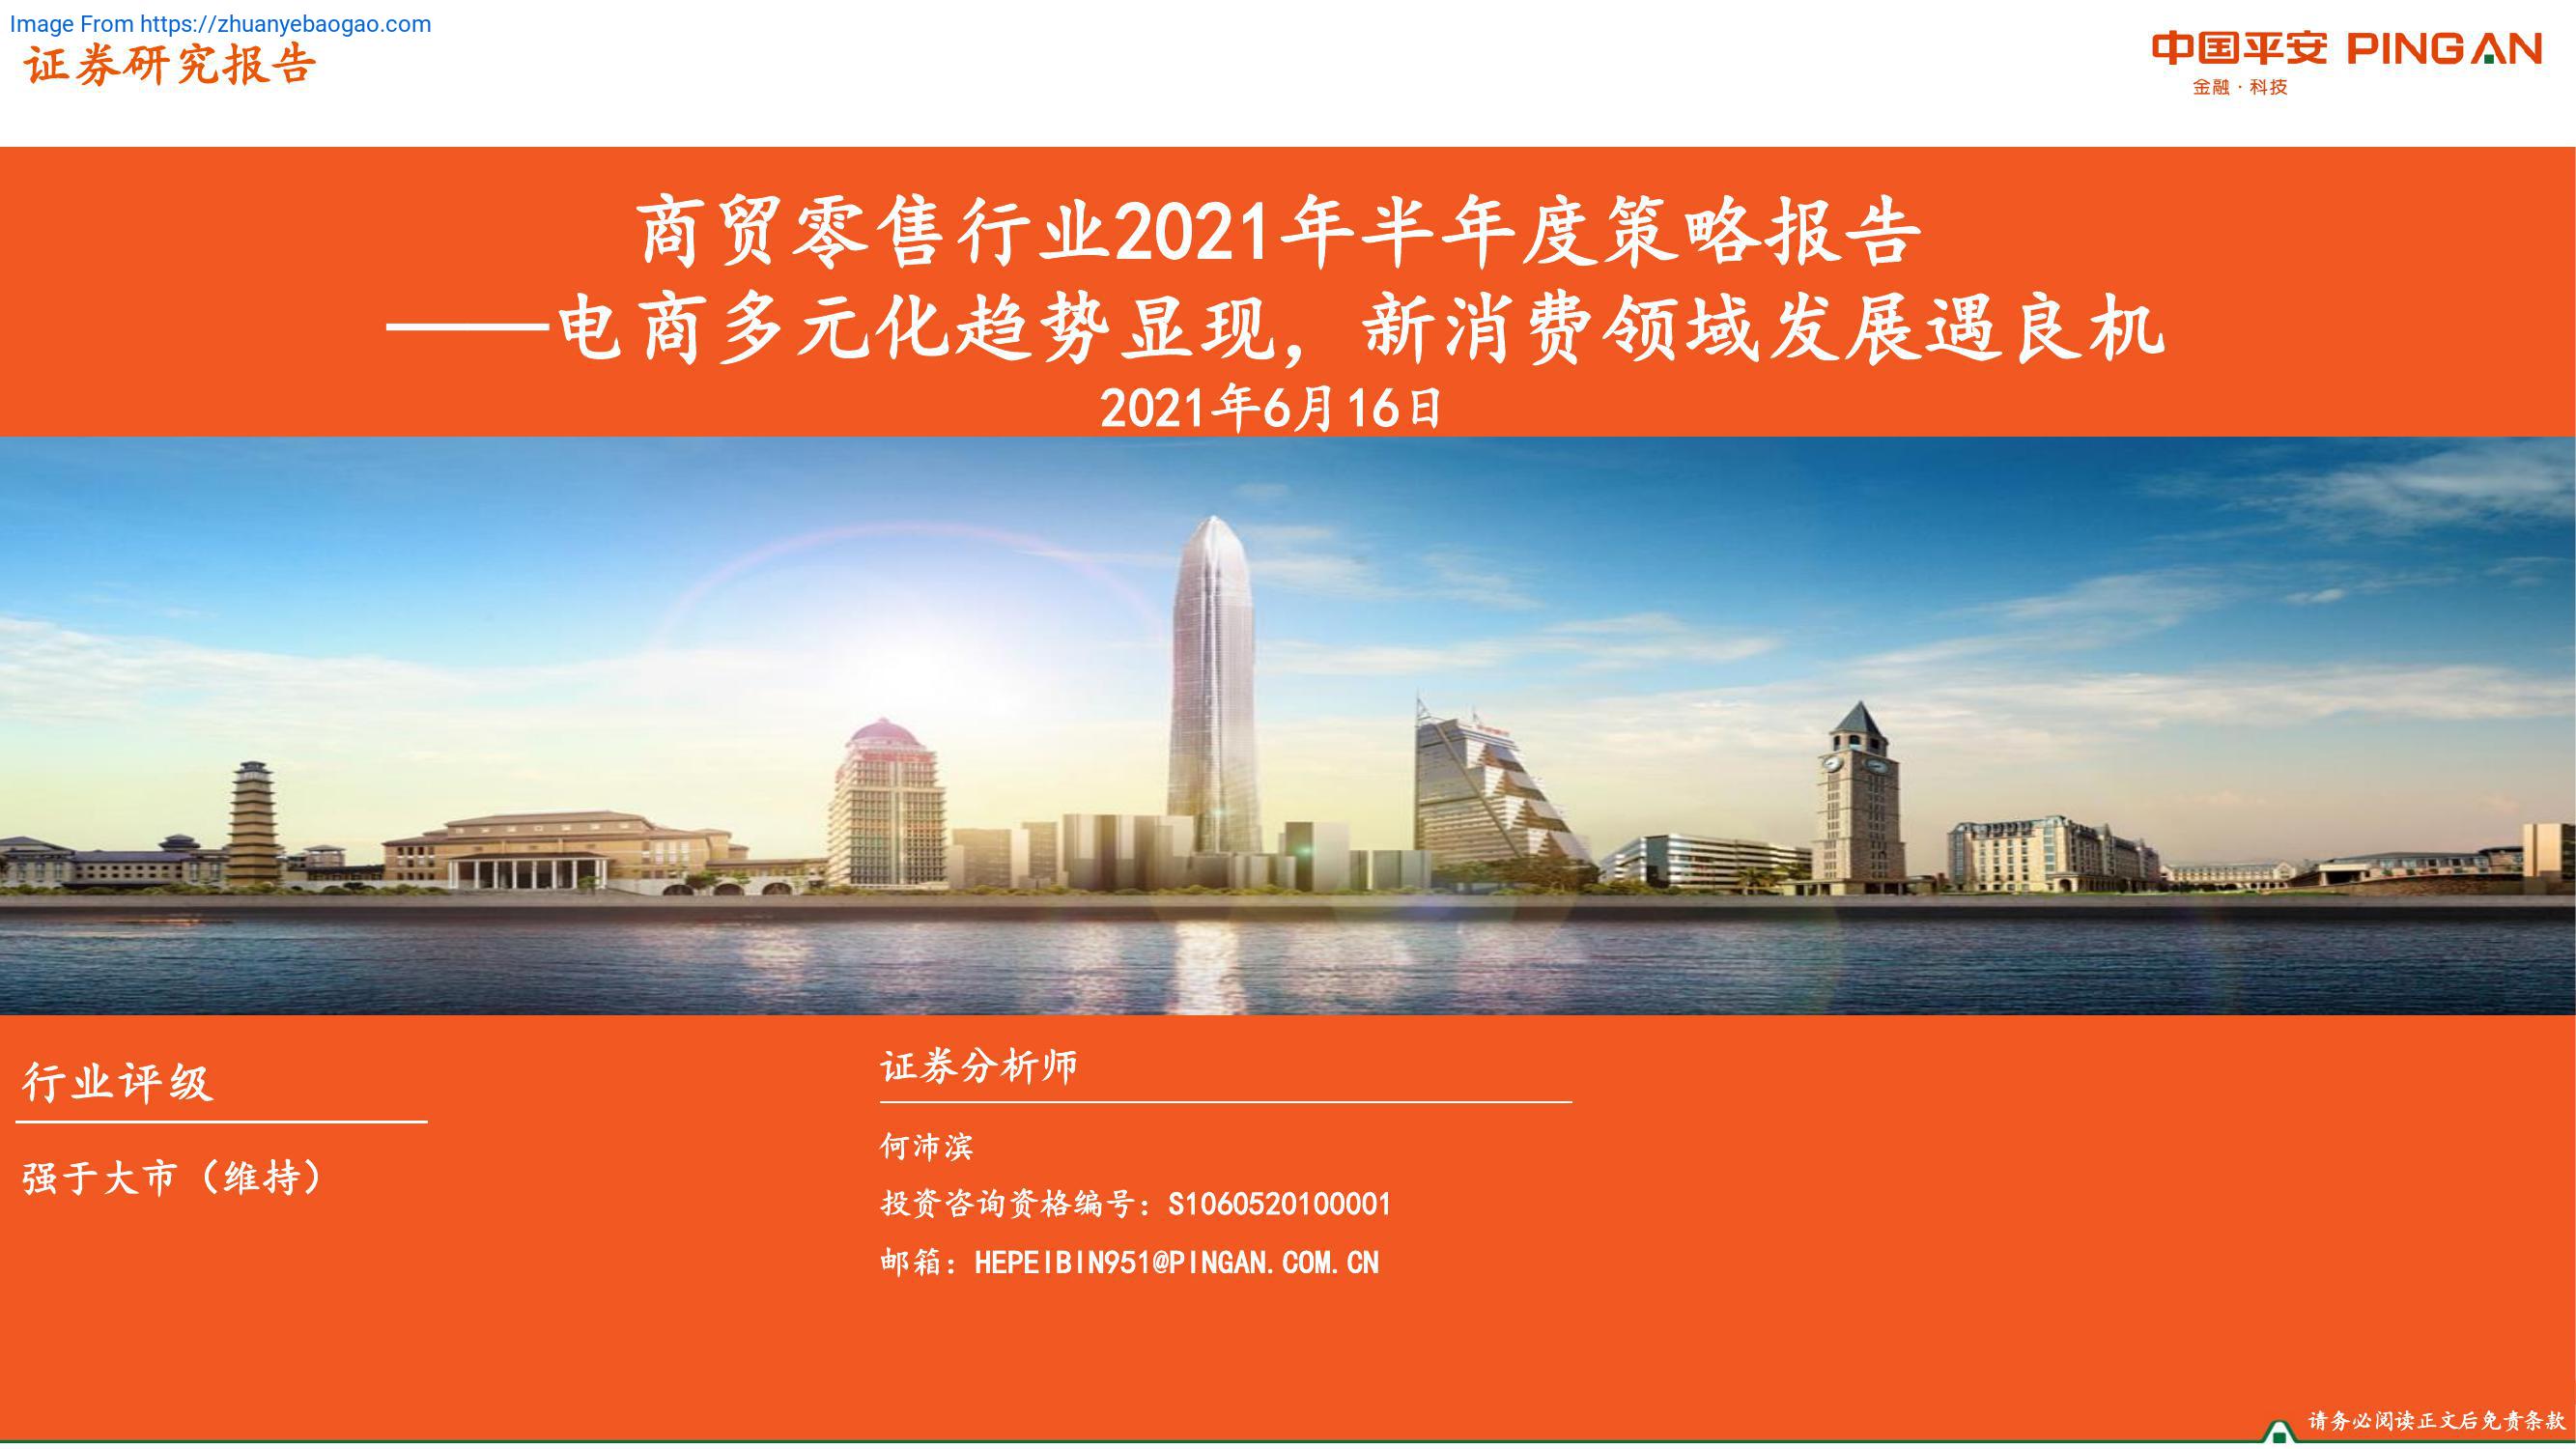 Image From https://zhuanyebaogao.com
证券研究报告
中国平安 PINGAN
金融·科技
商贸零售行业2021年半年度策略报告
——电商多元化趋势显现，新消费领域发展遇良机
2021年6月16日
行业评级
强于大市（维持）
证券分析师
何沛滨
投资咨询资格编号：S1060520100001
邮箱：HEPEIBIN951@PINGAN.COM.CN
请务必阅读正文后免责条款